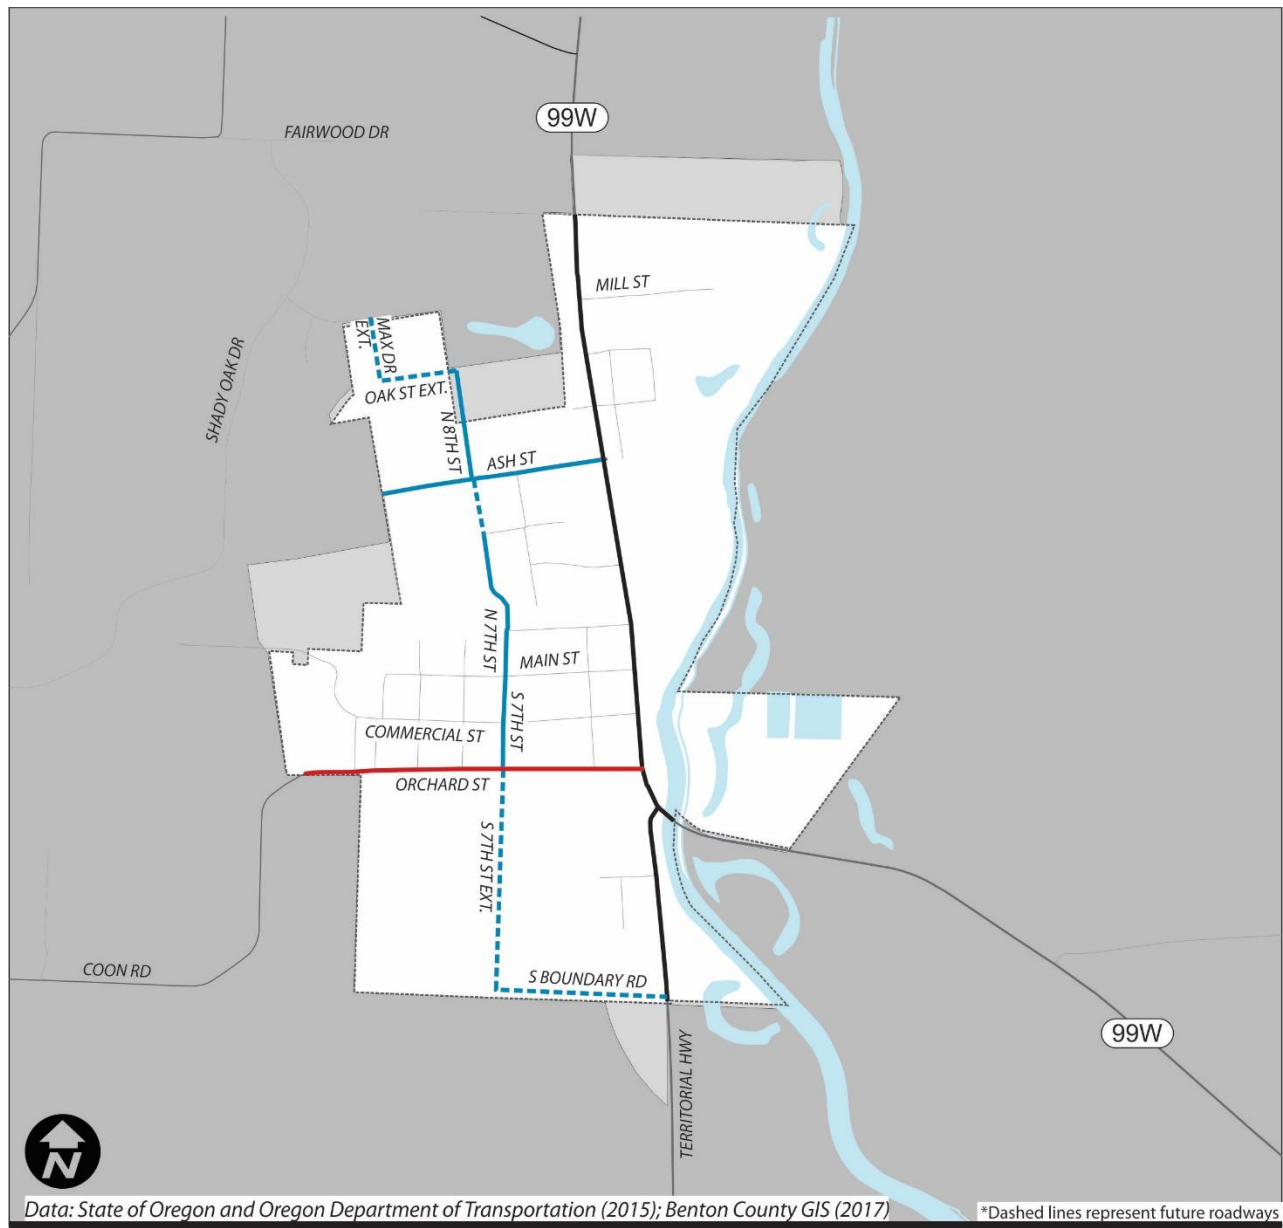 FAIRWOOD DR
99W
MILL ST
MAX DR
EXT.
SHADY OAK DR
OAK ST EXT.
N 8TH ST
ASH ST
N 7TH ST
MAIN ST
S 7TH ST
COMMERCIAL ST
ORCHARD ST
S 7TH ST EXT.
COON RD
S BOUNDARY RD
99W
TERRITORIAL HWY
N
Data: State of Oregon and Oregon Department of Transportation (2015); Benton County GIS (2017)
*Dashed lines represent future roadways